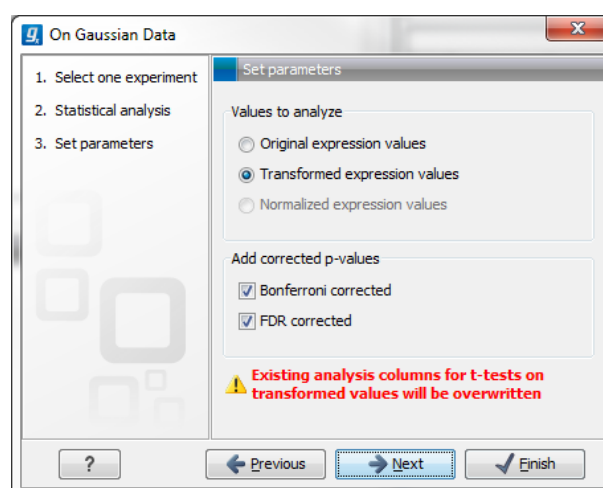 On Gaussian Data
1. Select one experiment
2. Statistical analysis
3. Set parameters
Set parameters
Values to analyze
Original expression values
Transformed expression values
Normalized expression values
Add corrected p-values
Bonferroni corrected
FDR corrected
Existing analysis columns for t-tests on
transformed values will be overwritten
?
Previous
Next
Finish